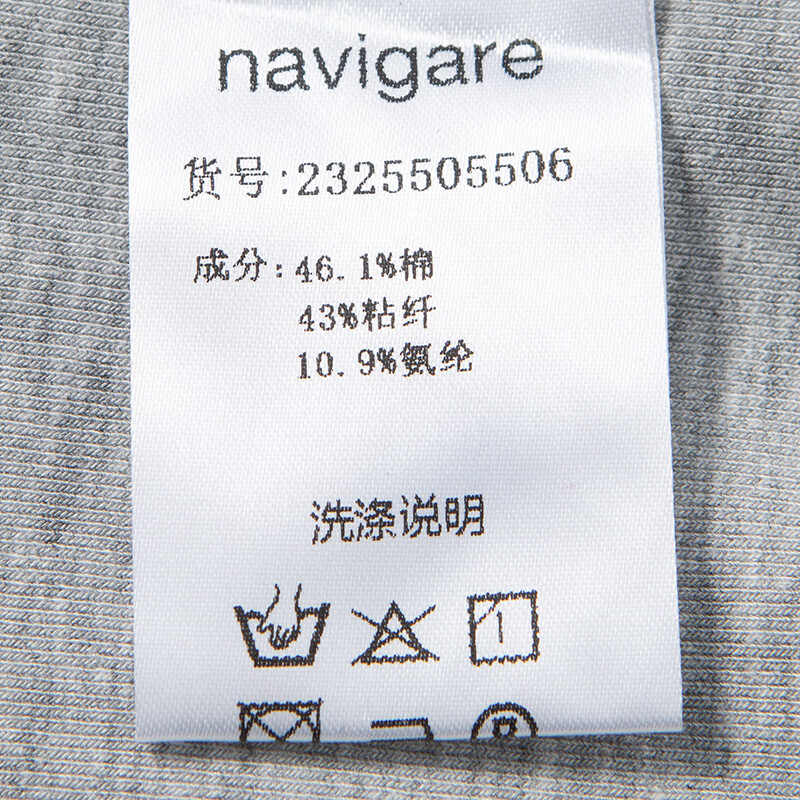 navigare
货号:2325505506
成分:46.1%棉
43%粘纤
10.9%氨纶
洗涤说明